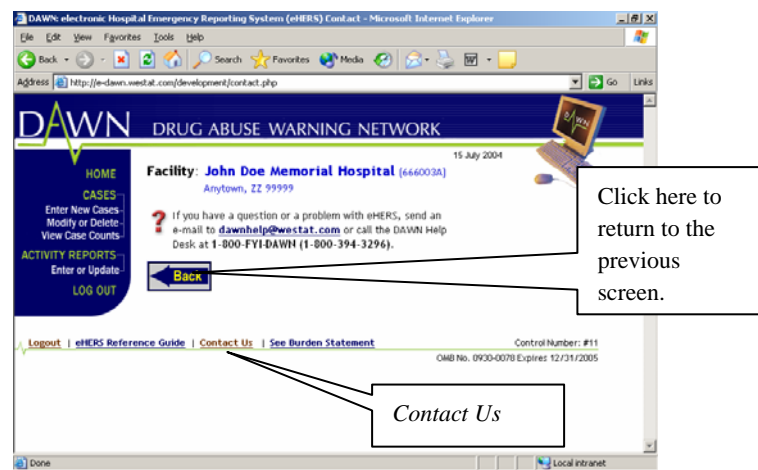 DAWN: electronic Hospital Emergency Reporting System (eHERS) Contact - Microsoft Internet Explorer
File Edit View Favorites Tools Help
Back Search Favorites Media
Address http://e-dawn.westat.com/development/contact.php Go Links
DAWN DRUG ABUSE WARNING NETWORK
DAWN
15 July 2004
HOME
CASES
Enter New Cases
Modify or Delete
View Case Counts
ACTIVITY REPORTS
Enter or Update
LOG OUT
Facility: John Doe Memorial Hospital (666003A)
Anytown, ZZ 99999
? If you have a question or a problem with eHERS, send an
e-mail to dawnhelp@westat.com or call the DAWN Help
Desk at 1-800-FYI-DAWN (1-800-394-3296).
Back
Click here to
return to the
previous
screen.
Logout | eHERS Reference Guide | Contact Us | See Burden Statement
Control Number: #11
OMB No. 0930-0078 Expires 12/31/2005
Contact Us
Done Local intranet